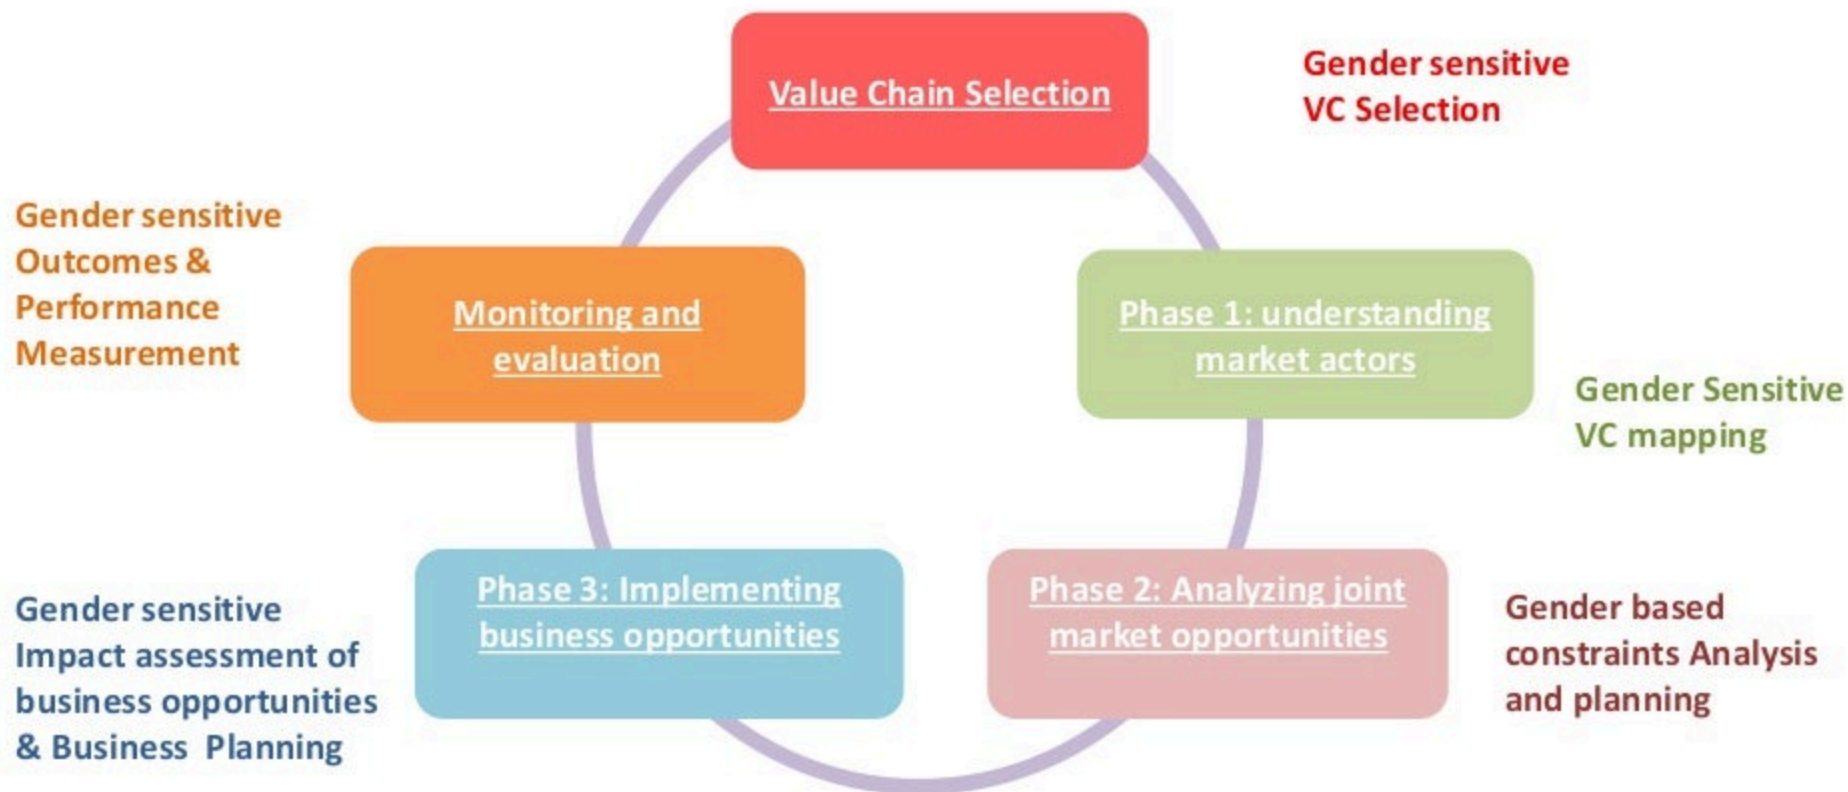 Value Chain Selection
Gender sensitive
VC Selection
Phase 1: understanding
market actors
Gender Sensitive
VC mapping
Phase 2: Analyzing joint
market opportunities
Gender based
constraints Analysis
and planning
Phase 3: Implementing
business opportunities
Gender sensitive
Impact assessment of
business opportunities
& Business Planning
Monitoring and
evaluation
Gender sensitive
Outcomes &
Performance
Measurement